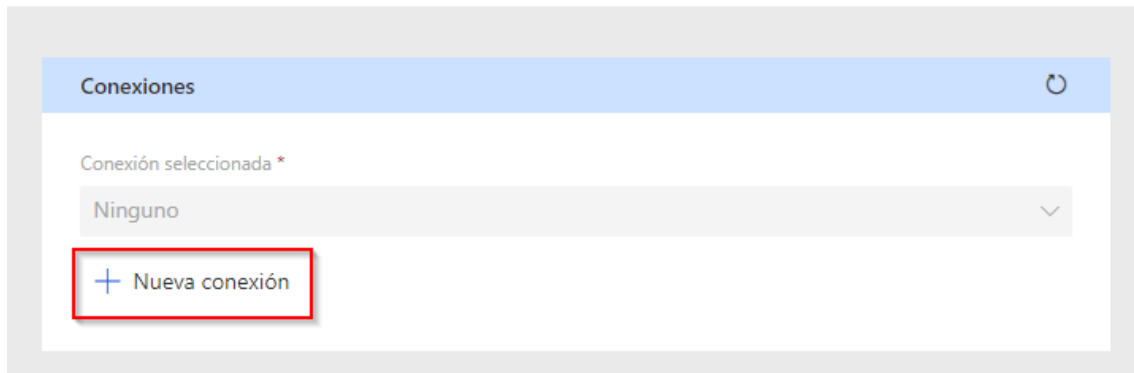 Conexiones
Conexión seleccionada *
Ninguno
Nueva conexión